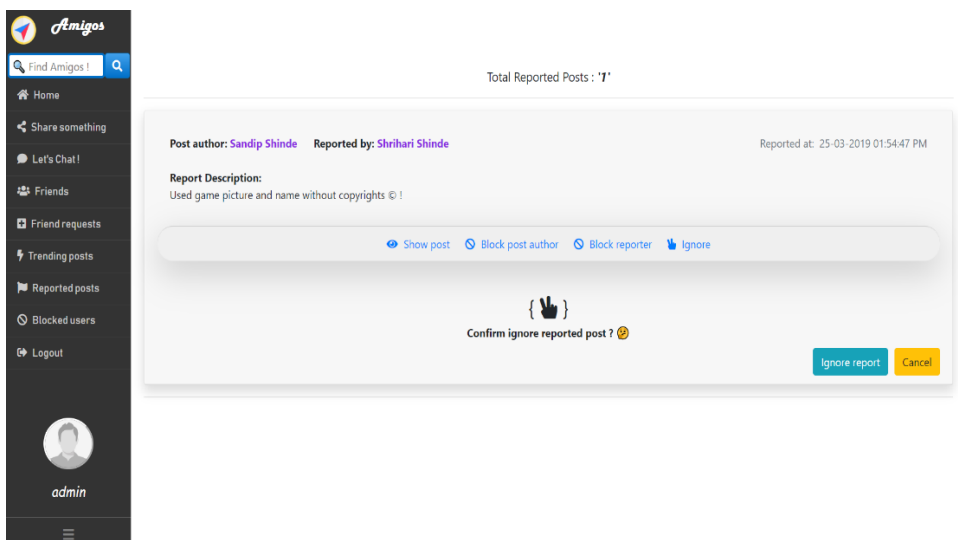 Amigos
Find Amigos !
Home
Share something
Let's Chat!
Friends
Friend requests
Trending posts
Reported posts
Blocked users
Logout
admin
Total Reported Posts : '1'
Post author: Sandip Shinde Reported by: Shrihari Shinde Reported at: 25-03-2019 01:54:47 PM
Report Description:
Used game picture and name without copyrights © !
Show post Block post author Block reporter Ignore
{ }
Confirm ignore reported post ? 🤔
Ignore report Cancel